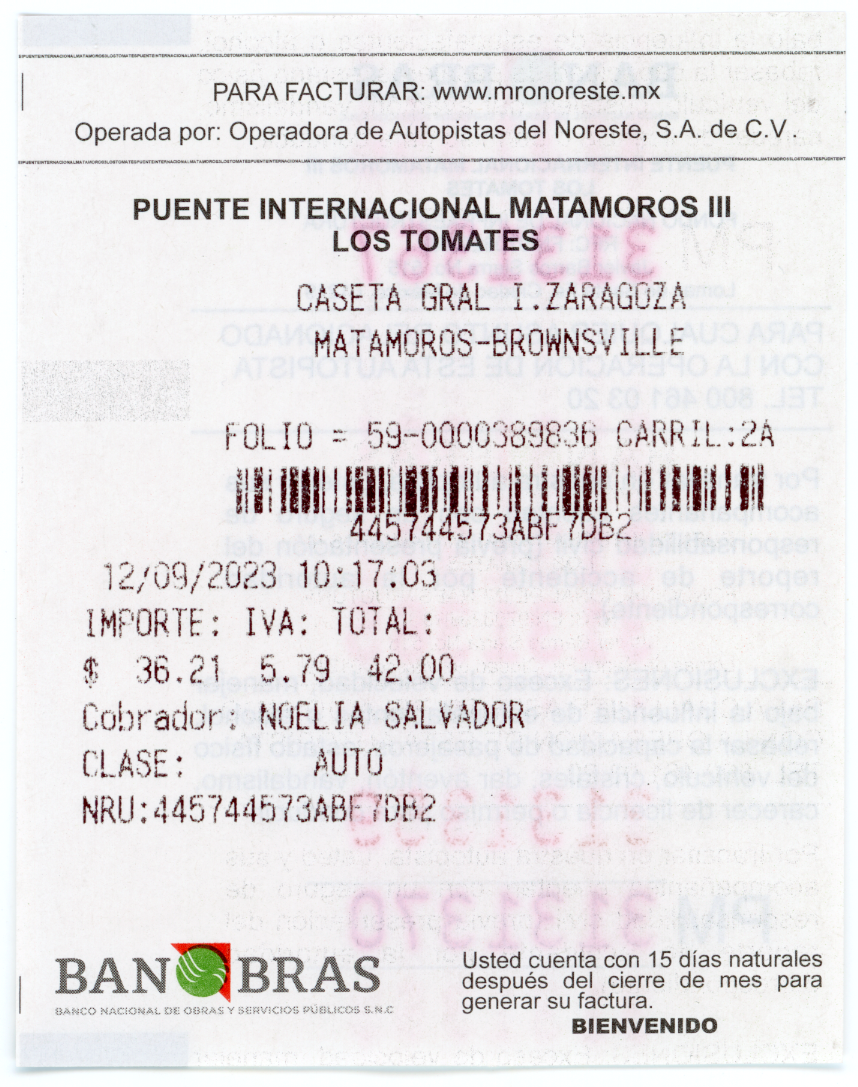 PARA FACTURAR: www.mronoreste.mx
Operada por: Operadora de Autopistas del Noreste, S.A. de C.V.
PUENTE INTERNACIONAL MATAMOROS III
LOS TOMATES
CASETA GRAL I.ZARAGOZA
MATAMOROS-BROWNSVILLE
FOLIO = 59-0000389836 CARRIL:2A
445744573ABF7DB2
12/09/2023 10:17:03
IMPORTE: IVA: TOTAL:
$ 36.21 5.79 42.00
Cobrador: NOELIA SALVADOR
CLASE: AUTO
NRU:445744573ABF7DB2
BANOBRAS
BANCO NACIONAL DE OBRAS Y SERVICIOS PÚBLICOS S.N.C
Usted cuenta con 15 días naturales
después del cierre de mes para
generar su factura.
BIENVENIDO